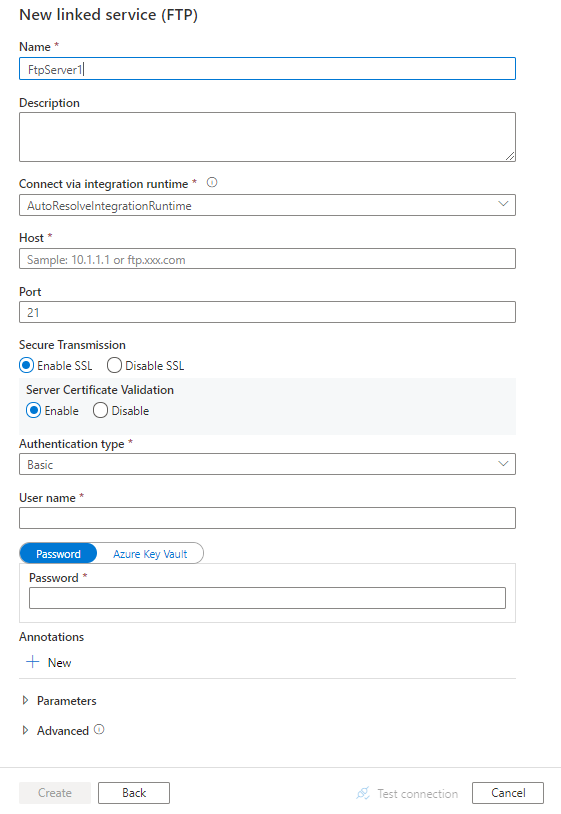 New linked service (FTP)
Name *
FtpServer1
Description
Connect via integration runtime *
AutoResolveIntegrationRuntime
Host *
Sample: 10.1.1.1 or ftp.xxx.com
Port
21
Secure Transmission
Enable SSL Disable SSL
Server Certificate Validation
Enable Disable
Authentication type *
Basic
User name *
Password Azure Key Vault
Password *
Annotations
New
Parameters
Advanced
Create Back Test connection Cancel